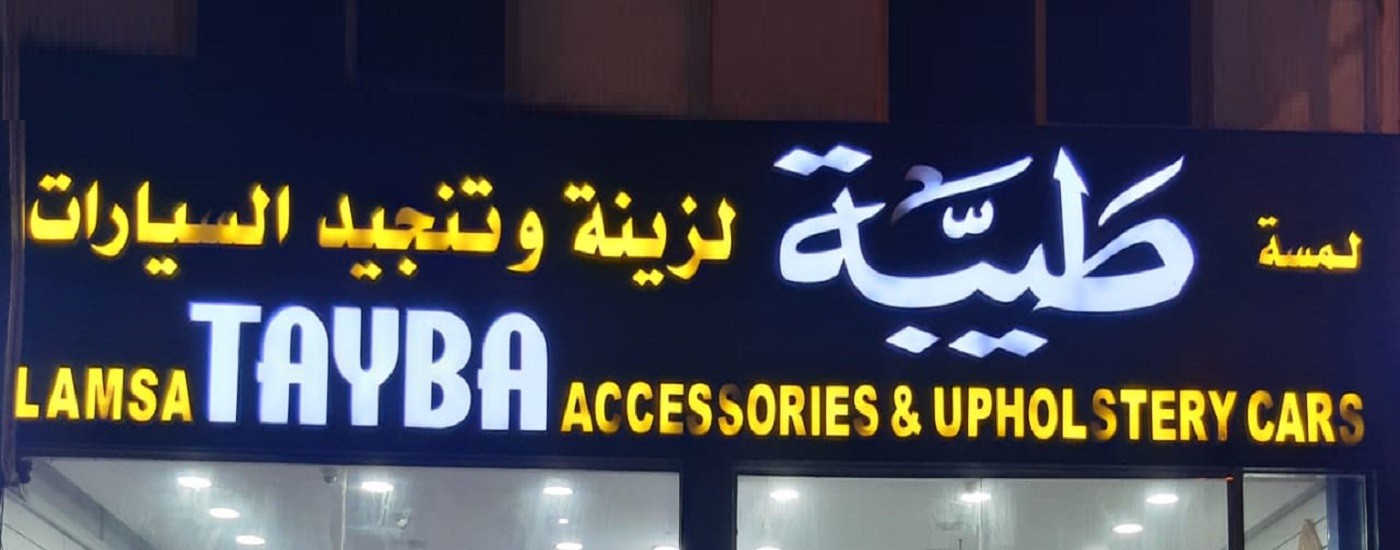 لمسة طيبة لزينة وتنجيد السيارات
LAMSA TAYBA ACCESSORIES & UPHOLSTERY CARS